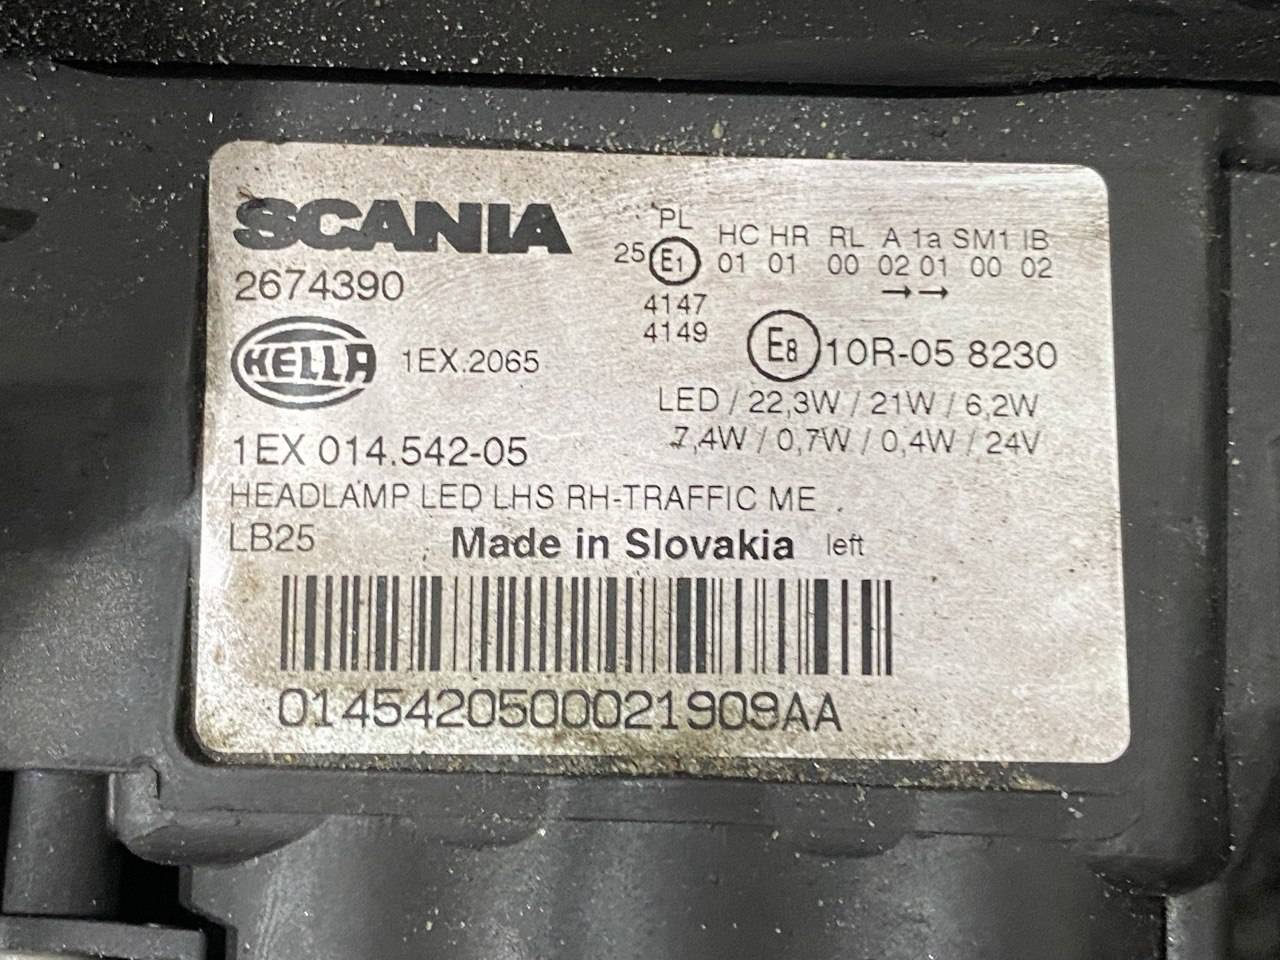 SCANIA
2674390
HELLA 1EX.2065
1EX 014.542-05
PL
HC HR RL A 1a SM1 IB
25 E1 01 01 00 02 01 00 02
→→
4147
4149
E8 10R-05 8230
LED / 22,3W / 21W / 6,2W
7,4W / 0,7W / 0,4W / 24V
HEADLAMP LED LHS RH-TRAFFIC ME
LB25 Made in Slovakia left
0145420500021909AA